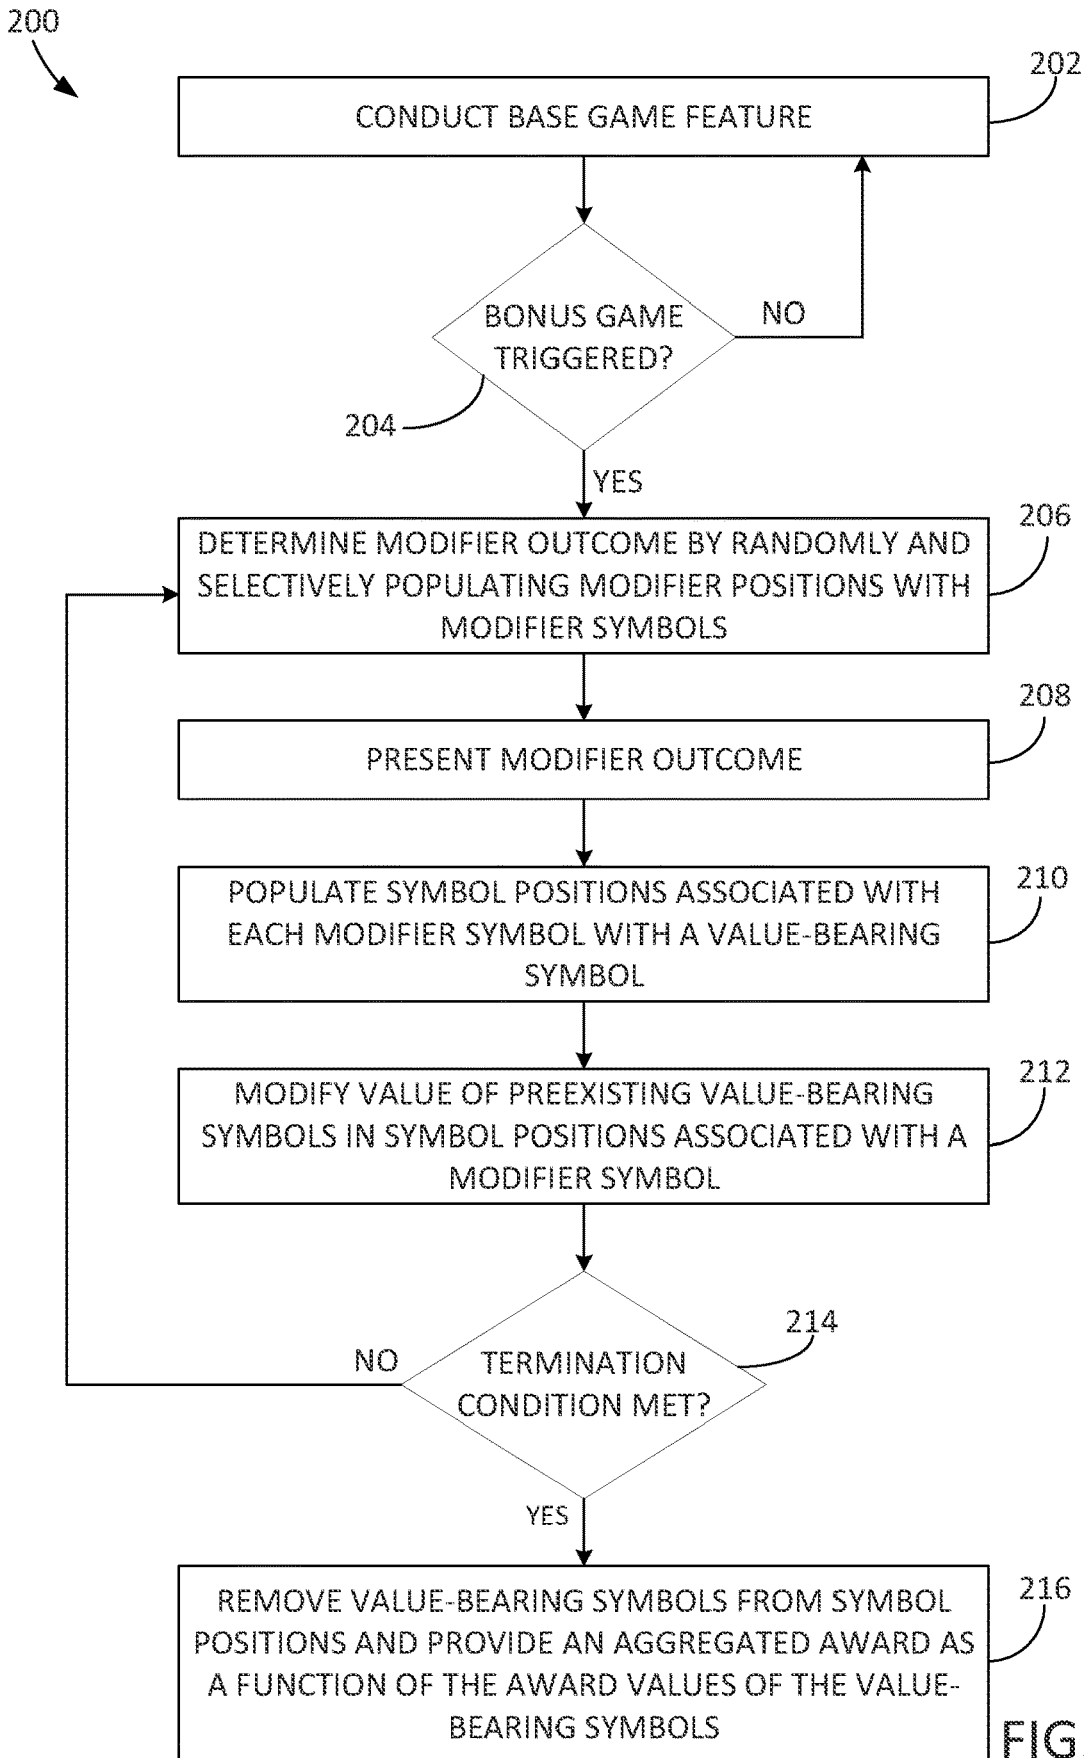 200
202
CONDUCT BASE GAME FEATURE
BONUS GAME
TRIGGERED?
NO
204
YES
206
DETERMINE MODIFIER OUTCOME BY RANDOMLY AND
SELECTIVELY POPULATING MODIFIER POSITIONS WITH
MODIFIER SYMBOLS
208
PRESENT MODIFIER OUTCOME
210
POPULATE SYMBOL POSITIONS ASSOCIATED WITH
EACH MODIFIER SYMBOL WITH A VALUE-BEARING
SYMBOL
212
MODIFY VALUE OF PREEXISTING VALUE-BEARING
SYMBOLS IN SYMBOL POSITIONS ASSOCIATED WITH A
MODIFIER SYMBOL
214
NO
TERMINATION
CONDITION MET?
YES
216
REMOVE VALUE-BEARING SYMBOLS FROM SYMBOL
POSITIONS AND PROVIDE AN AGGREGATED AWARD AS
A FUNCTION OF THE AWARD VALUES OF THE VALUE-
BEARING SYMBOLS
FIG